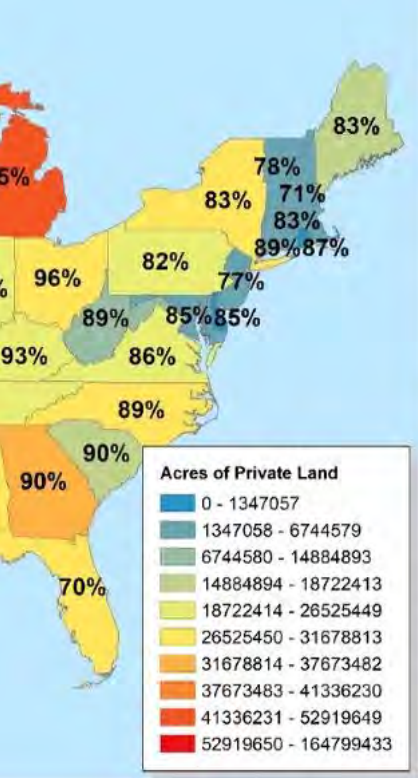 83%
78%
5%
71%
83%
83%
89% 87%
82%
96%
77%
89%
85% 85%
%
93%
86%
89%
90%
90%
70%
Acres of Private Land
0 - 1347057
1347058 - 6744579
6744580 - 14884893
14884894 - 18722413
18722414 - 26525449
26525450 - 31678813
31678814 - 37673482
37673483 - 41336230
41336231 - 52919649
52919650 - 164799433